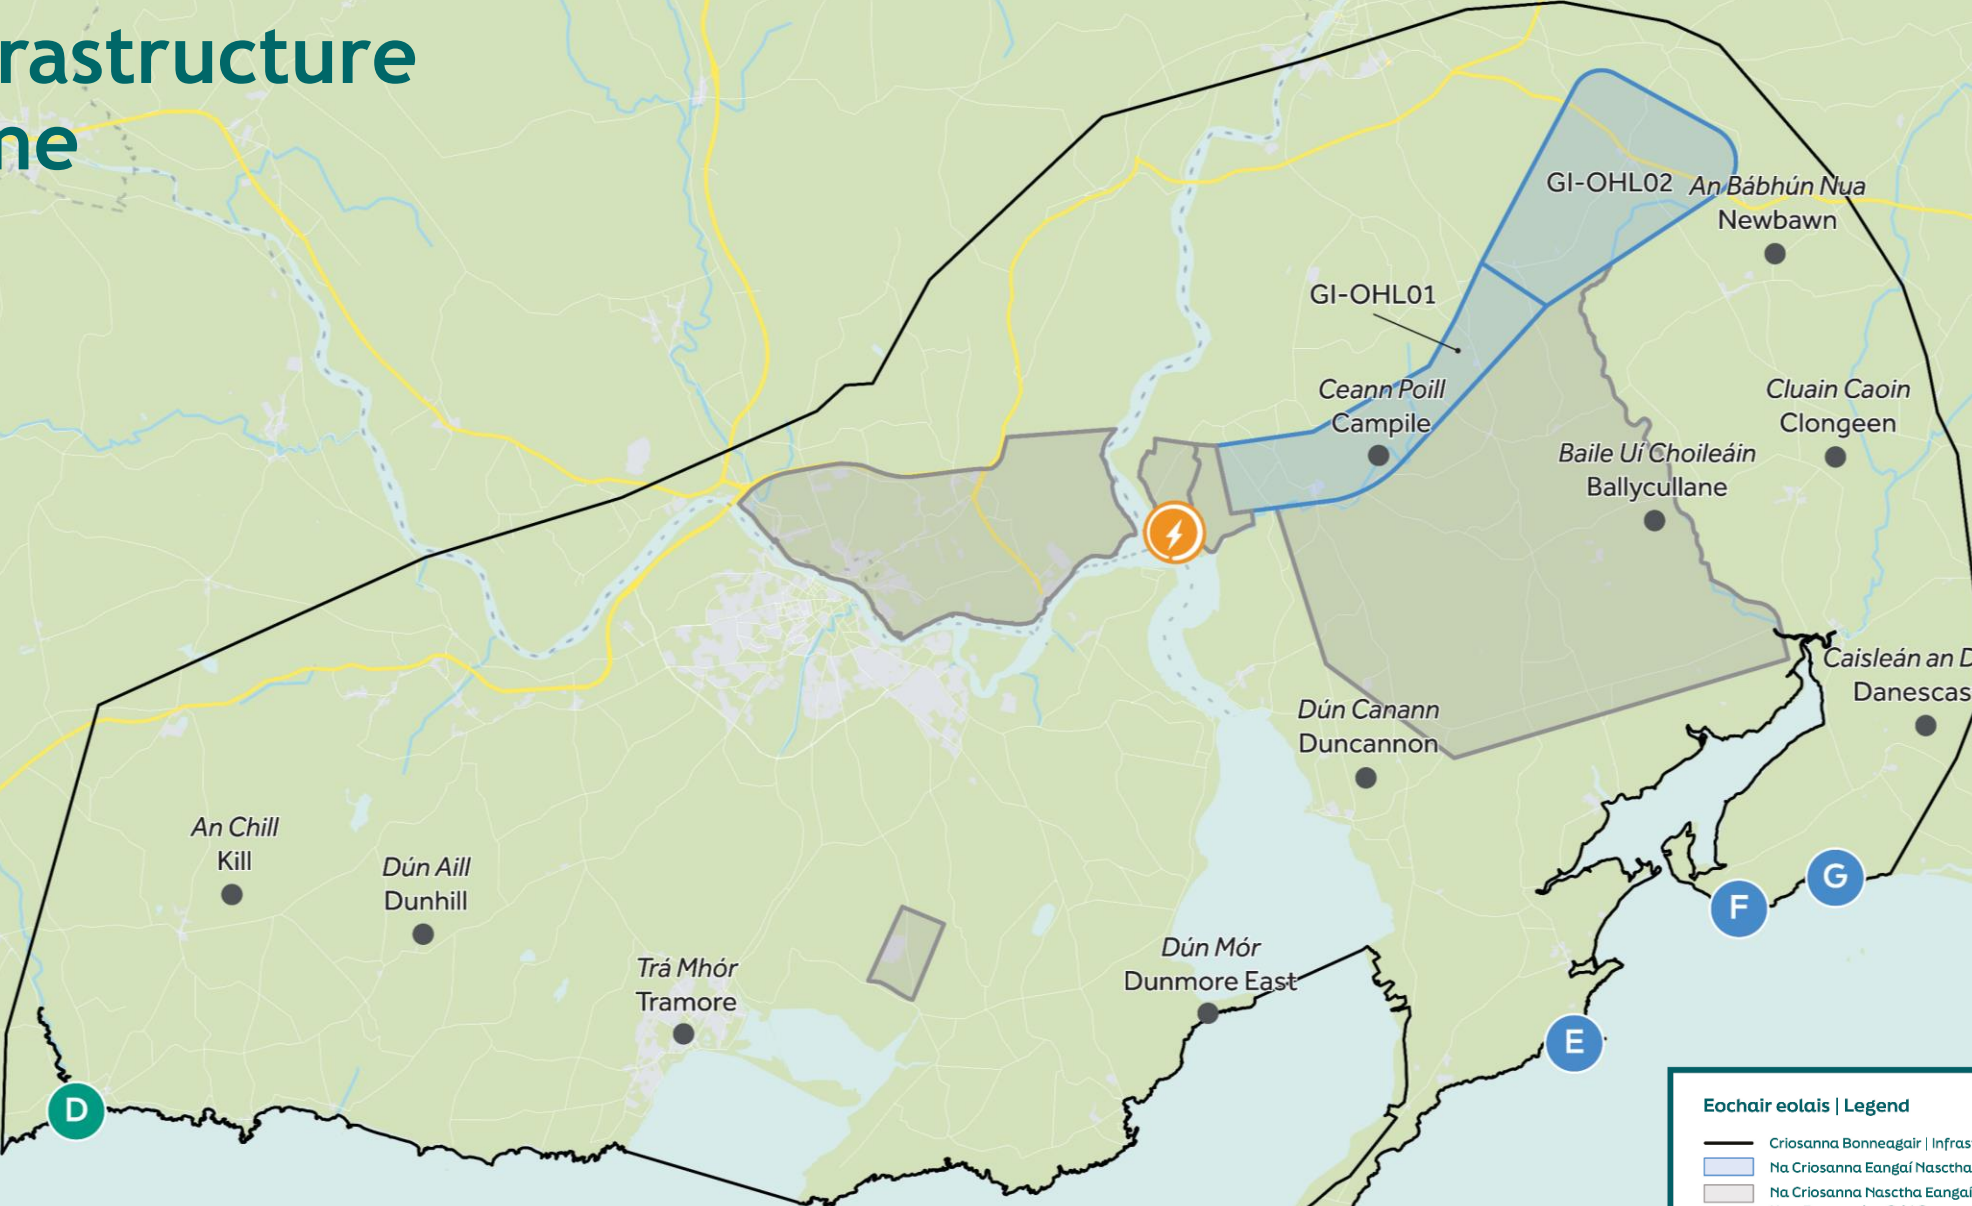 rastructure
ne
GI-OHL02
An Bábhún Nua
Newbawn
GI-OHL01
Ceann Poill
Campile
Cluain Caoin
Clongeen
Baile Uí Choileáin
Ballycullane
Caisleán an D
Danescas
Dún Canann
Duncannon
An Chill
Kill
Dún Aill
Dunhill
G
F
Dún Mór
Dunmore East
Trá Mhór
Tramore
E
D
Eochair eolais | Legend
Criosanna Bonneagair | Infras
Na Criosanna Eangaí Nasctha
Na Criosanna Nasctha Eangaí